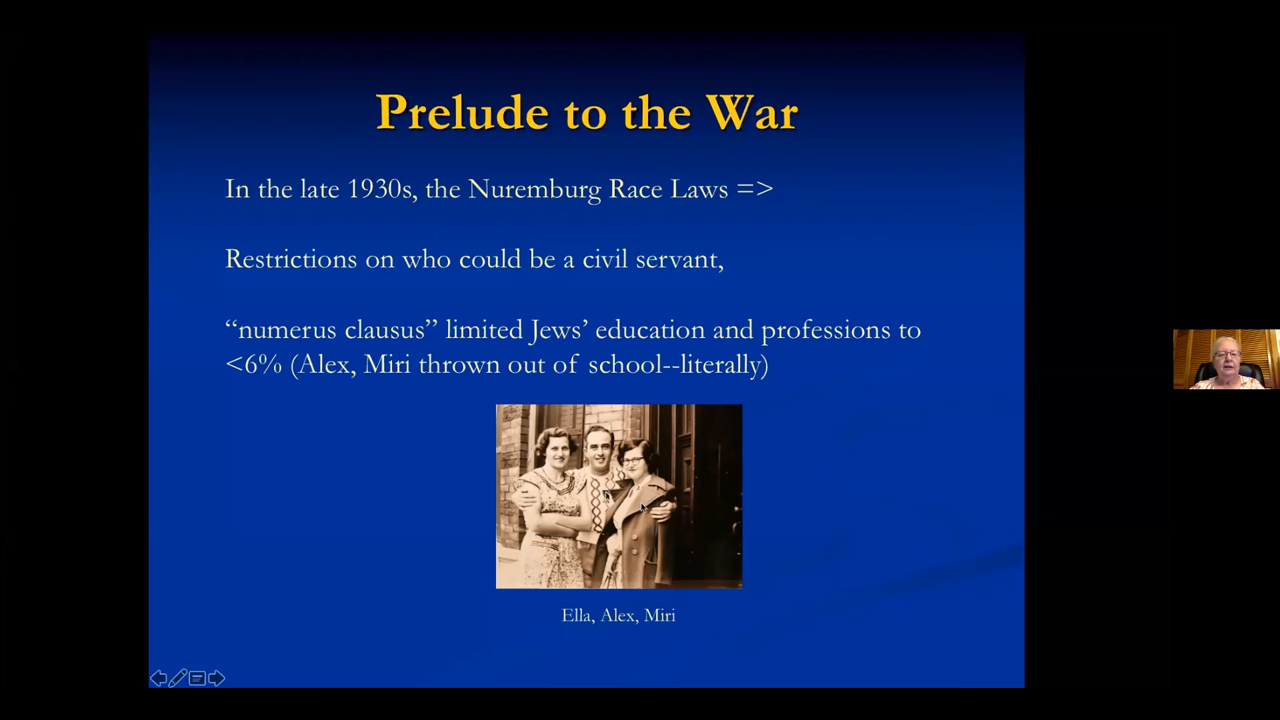 Prelude to the War
In the late 1930s, the Nuremburg Race Laws =>
Restrictions on who could be a civil servant,
“numerus clausus” limited Jews’ education and professions to
<6% (Alex, Miri thrown out of school--literally)
Ella, Alex, Miri